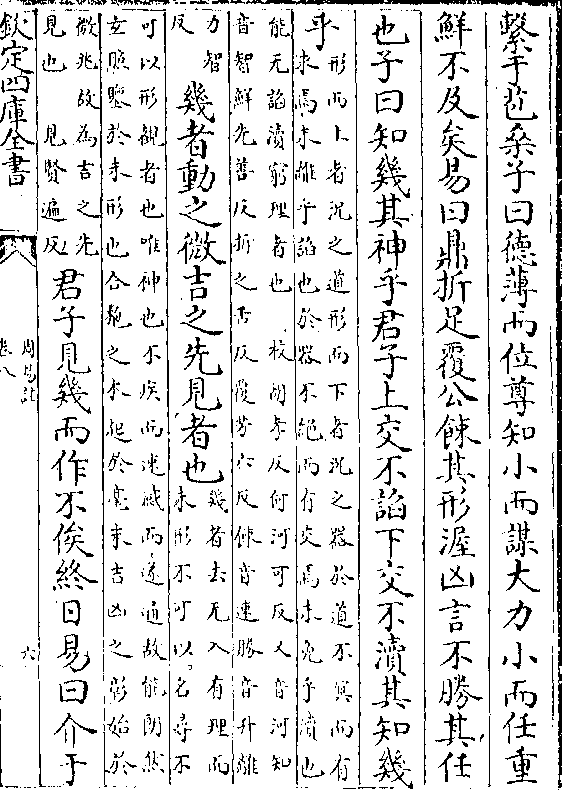 繫于苞桑子曰德薄而位尊知小而謀大力小而任重
鮮不及矣易曰鼎折足覆公餗其形渥凶言不勝其任
也子曰知幾其神乎君子上交不諂下交不瀆其知幾
乎
形而上者況之道形而下者況之器於道不冥而有
求焉未離乎諂也於器不絶而有交焉未免乎瀆也
能无諂瀆窮理者也 校胡孝反何河可反又音河知
音智鮮先善反折之舌反覆芳六反餗音速勝音升離
力智
反
幾者動之微吉之先見者也
幾者去无入有理而
未形不可以名尋不
可以形覩者也唯神也不疾而速感而遂通故能朗然
玄照鑒於未形也合抱之木起於毫末吉凶之彰始於
微兆故為吉之先
見也 見賢遍反
君子見幾而作不俟終日易曰介于
欽定四庫全書
周易註
卷八
六